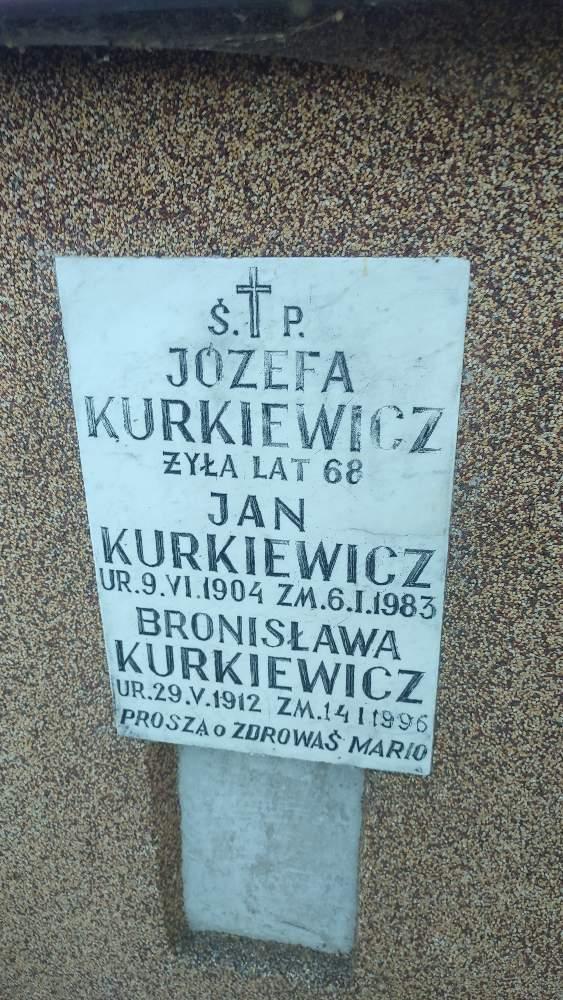 Ś. P.
JÓZEFA
KURKIEWICZ
ŻYŁA LAT 68
JAN
KURKIEWICZ
UR.9.VI.1904 ZM.6.I.1983
BRONISŁAWA
KURKIEWICZ
UR.29.V.1912 ZM.14 I 1996
PROSZĄ O ZDROWAŚ MARIO